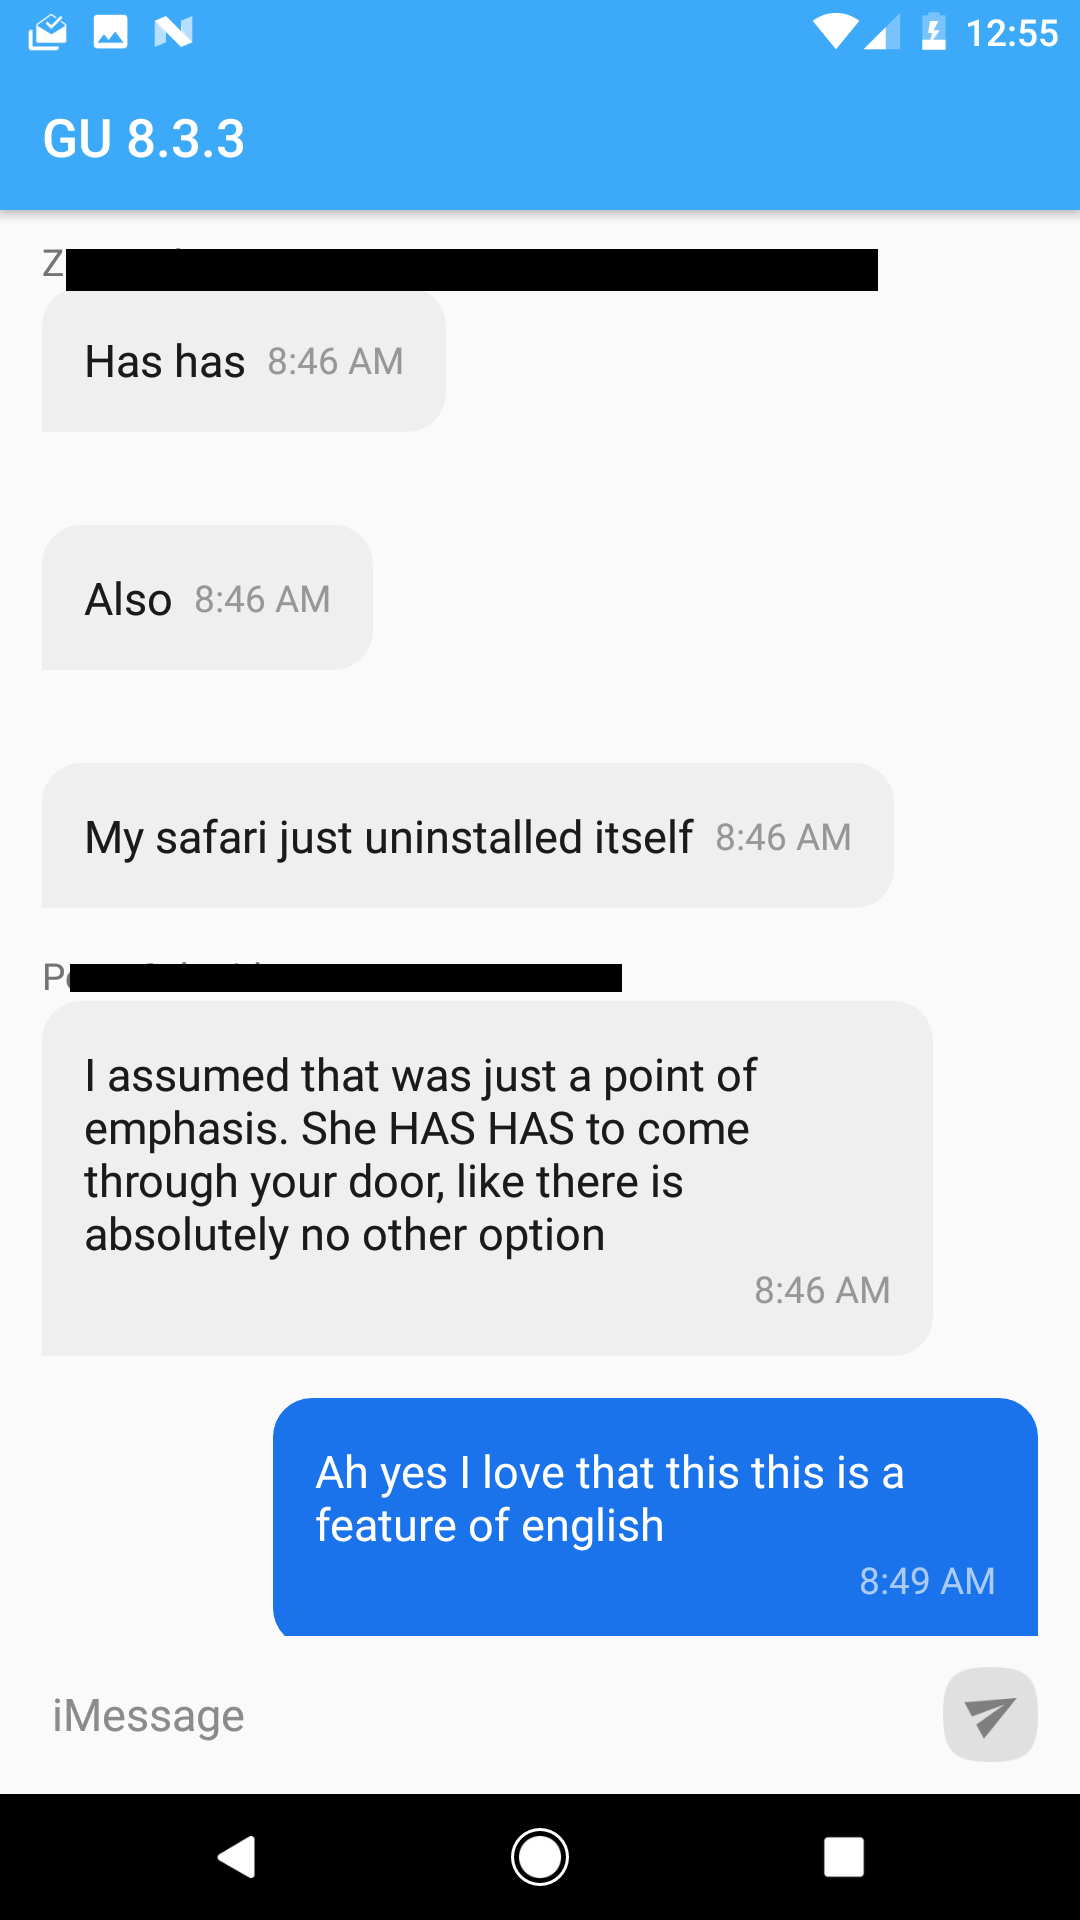 12:55
GU 8.3.3
Z
Has has 8:46 AM
Also 8:46 AM
My safari just uninstalled itself 8:46 AM
P
I assumed that was just a point of
emphasis. She HAS HAS to come
through your door, like there is
absolutely no other option
8:46 AM
Ah yes I love that this this is a
feature of english
8:49 AM
iMessage